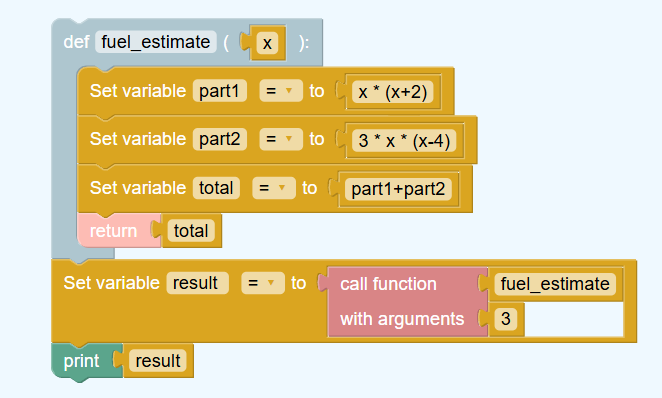 def fuel_estimate ( x ):
Set variable part1 = to x * (x+2)
Set variable part2 = to 3 * x * (x-4)
Set variable total = to part1+part2
return total
Set variable result = to call function fuel_estimate
with arguments 3
print result